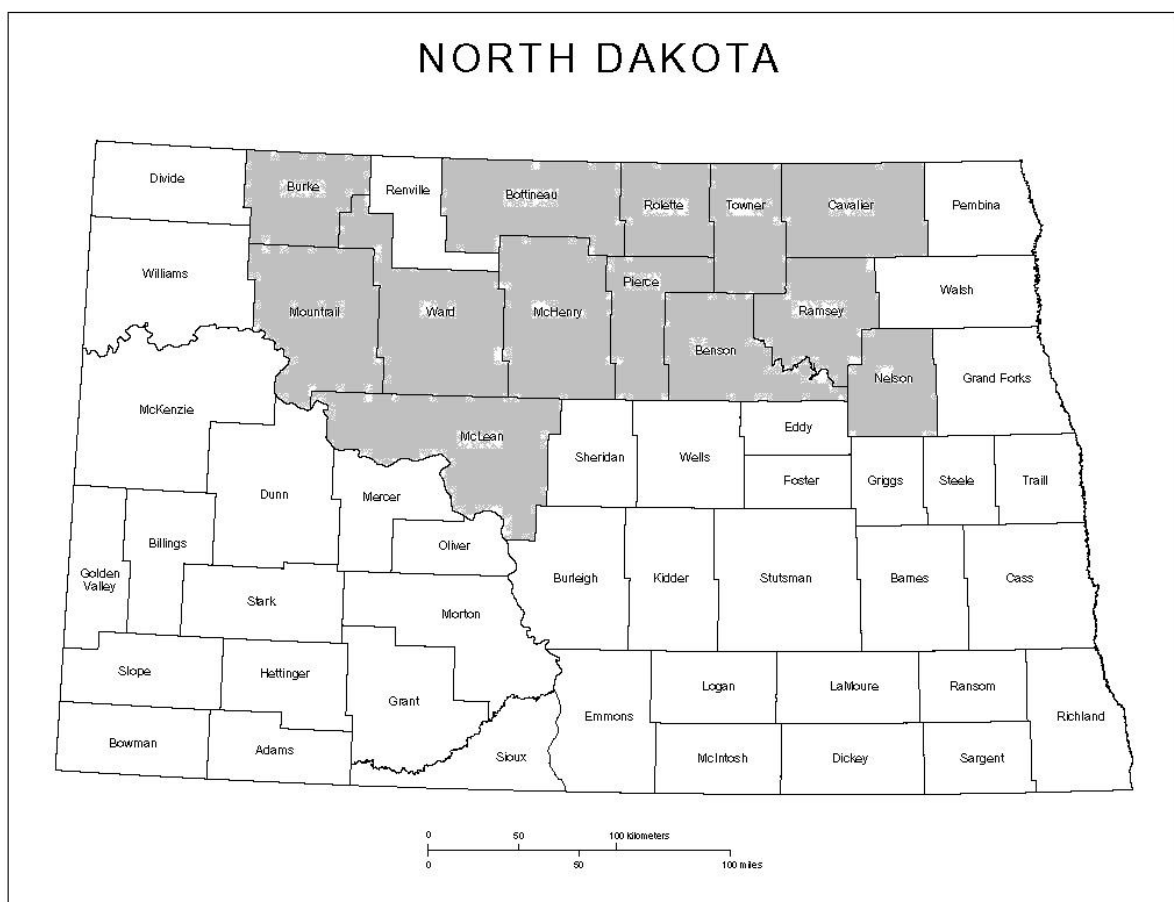 NORTH DAKOTA
Divide
Burke
Renville
Bottineau
Rolette
Towner
Cavalier
Pembina
Williams
Mountrail
Ward
McHenry
Pierce
Benson
Ramsey
Walsh
Nelson
Grand Forks
McKenzie
McLean
Sheridan
Wells
Eddy
Foster
Griggs
Steele
Traill
Dunn
Mercer
Oliver
Billings
Golden
Valley
Stark
Morton
Burleigh
Kidder
Stutsman
Barnes
Cass
Slope
Hettinger
Grant
Bowman
Adams
Sioux
Emmons
Logan
LaMoure
Ransom
Richland
McIntosh
Dickey
Sargent
0 50 100 kilometers
0 50 100 miles